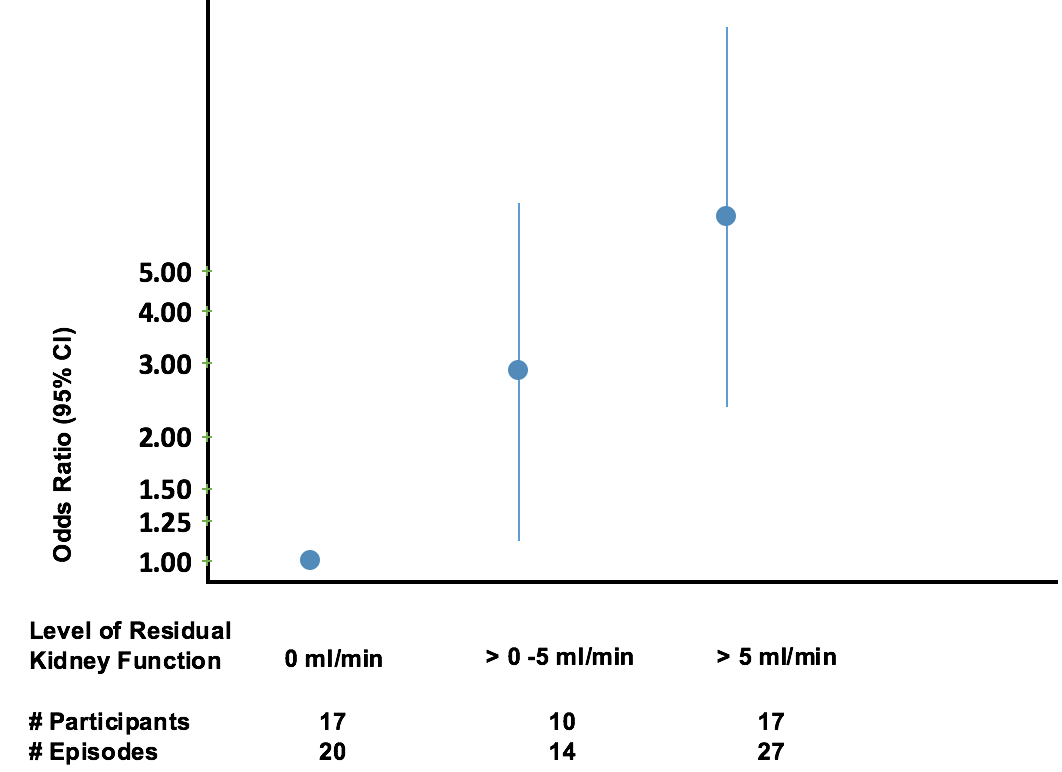 5.00
4.00
3.00
2.00
1.50
1.25
1.00
Odds Ratio (95% CI)
Level of Residual
Kidney Function 0 ml/min > 0 -5 ml/min > 5 ml/min
# Participants 17 10 17
# Episodes 20 14 27